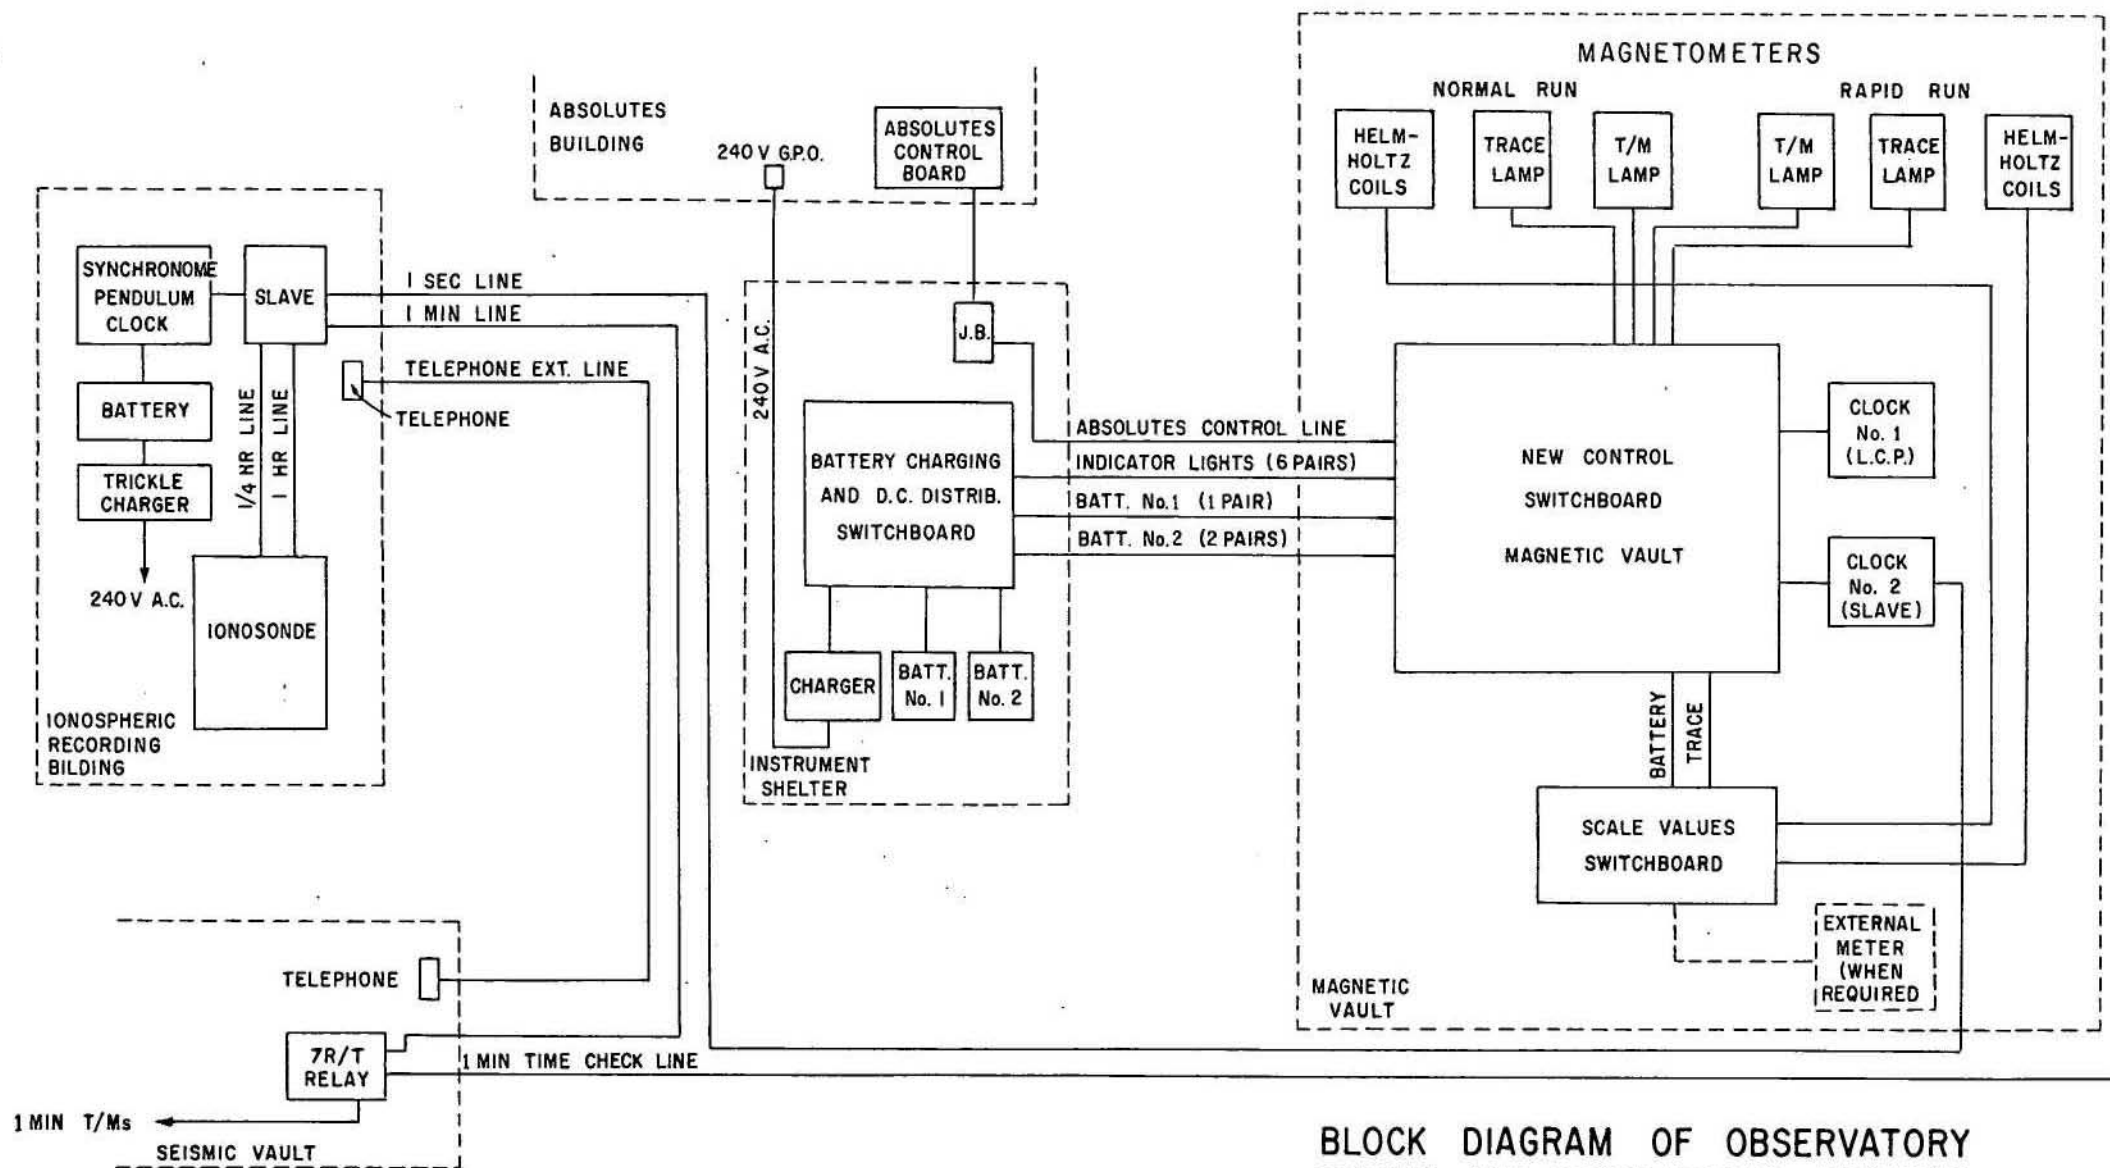 MAGNETOMETERS
NORMAL RUN
RAPID RUN
HELM-
HOLTZ
COILS
TRACE
LAMP
T/M
LAMP
T/M
LAMP
TRACE
LAMP
HELM-
HOLTZ
COILS
ABSOLUTES
BUILDING
240 V G.P.O.
ABSOLUTES
CONTROL
BOARD
SYNCHRONOME
PENDULUM
CLOCK
SLAVE
1 SEC LINE
1 MIN LINE
TELEPHONE EXT. LINE
TELEPHONE
BATTERY
TRICKLE
CHARGER
240 V A.C.
1/4 HR LINE
1 HR LINE
IONOSONDE
IONOSPHERIC
RECORDING
BILDING
240 V A.C.
J.B.
BATTERY CHARGING
AND D.C. DISTRIB.
SWITCHBOARD
CHARGER
BATT.
No. 1
BATT.
No. 2
INSTRUMENT
SHELTER
ABSOLUTES CONTROL LINE
INDICATOR LIGHTS (6 PAIRS)
BATT. No.1 (1 PAIR)
BATT. No.2 (2 PAIRS)
NEW CONTROL
SWITCHBOARD
MAGNETIC VAULT
CLOCK
No. 1
(L.C.P.)
CLOCK
No. 2
(SLAVE)
BATTERY
TRACE
SCALE VALUES
SWITCHBOARD
EXTERNAL
METER
(WHEN
REQUIRED
MAGNETIC
VAULT
TELEPHONE
7R/T
RELAY
1 MIN TIME CHECK LINE
1 MIN T/Ms
SEISMIC VAULT
BLOCK DIAGRAM OF OBSERVATORY